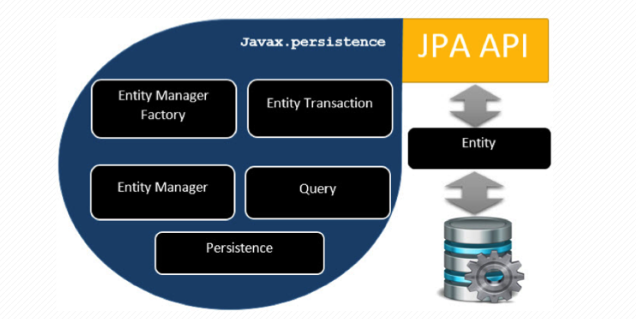 Javax.persistence
JPA API
Entity Manager
Factory
Entity Transaction
Entity
Entity Manager
Query
Persistence